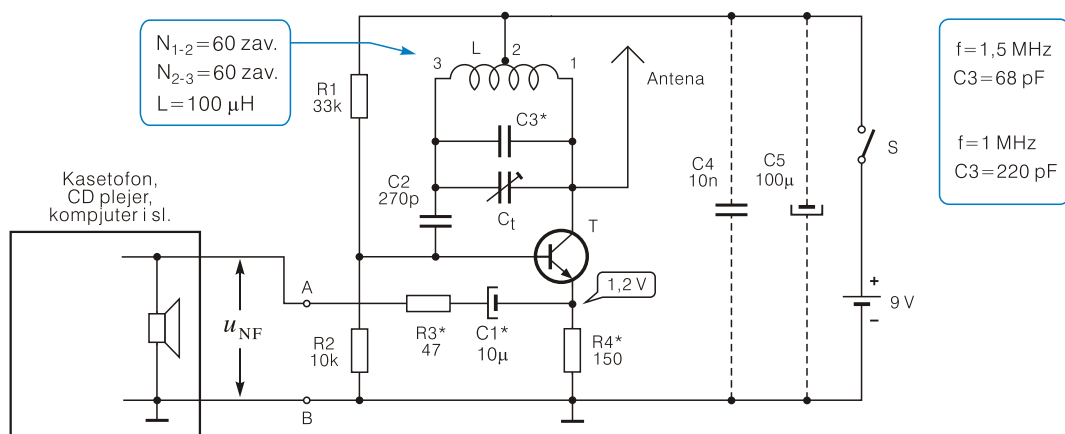 N1-2=60 zav.
N2-3=60 zav.
L=100 µH
3
L
2
1
R1
33k
C3*
Antena
f=1,5 MHz
C3=68 pF
f=1 MHz
C3=220 pF
S
C4
10n
C5
100µ
Kasetofon,
CD plejer,
kompjuter i sl.
C2
270p
Ct
T
A
1,2 V
+
9 V
−
uNF
R3*
47
C1*
10µ
R2
10k
R4*
150
B